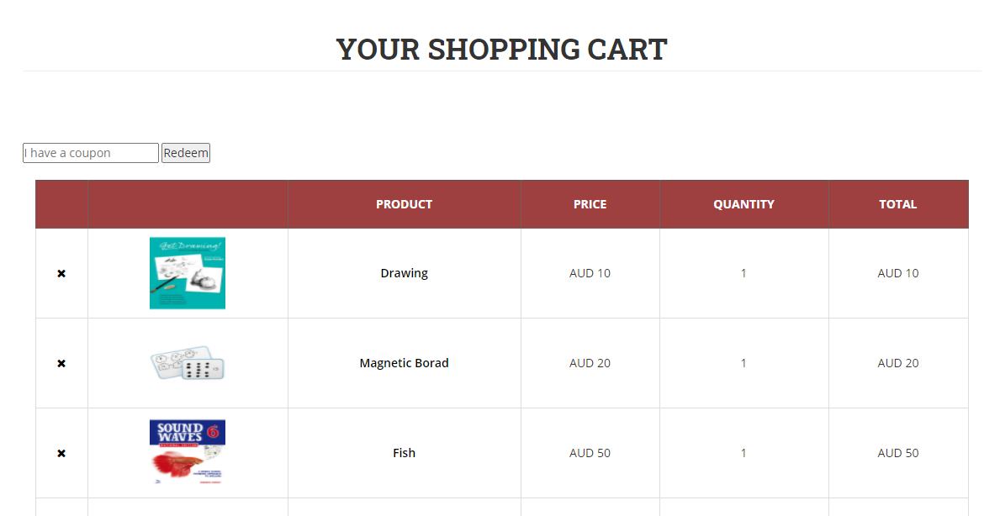 YOUR SHOPPING CART
I have a coupon Redeem
PRODUCT PRICE QUANTITY TOTAL
Get Drawing!
Drawing AUD 10 1 AUD 10
Magnetic Borad AUD 20 1 AUD 20
SOUND
WAVES 6
Fish AUD 50 1 AUD 50